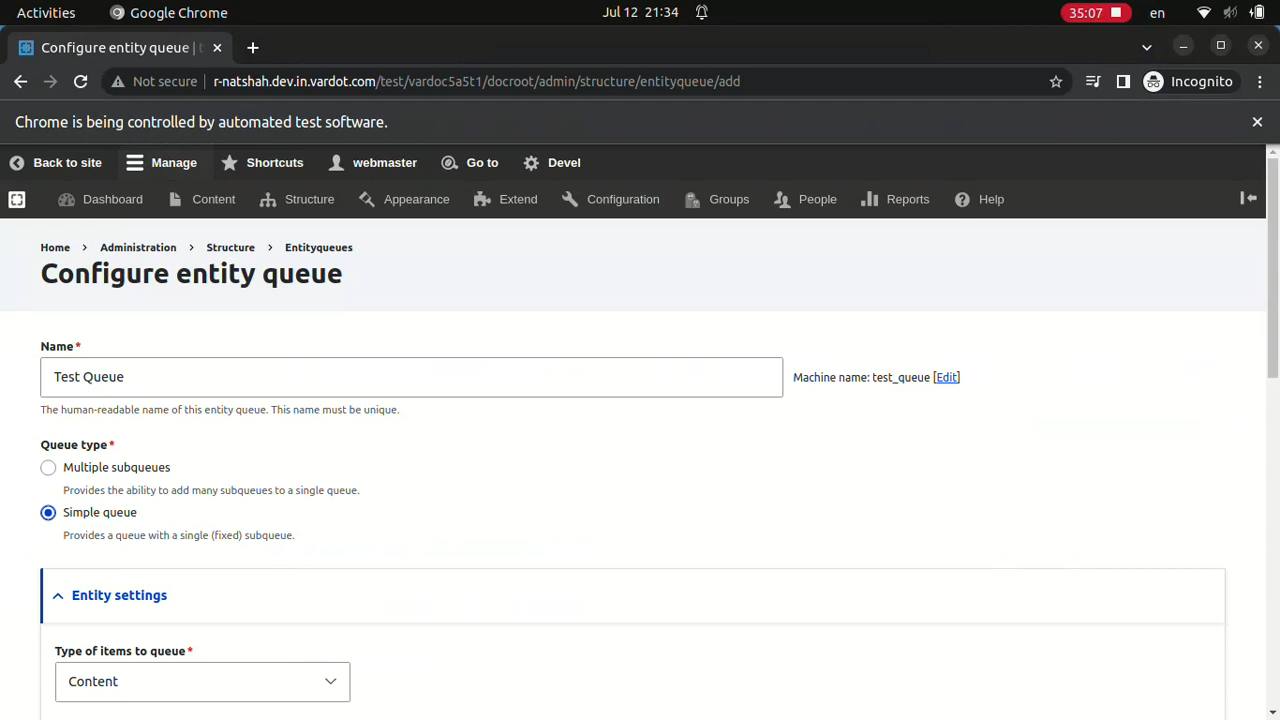 Activities Google Chrome Jul 12 21:34 35:07 en
Configure entity queue | t
Not secure r-natshah.dev.in.vardot.com/test/vardoc5a5t1/docroot/admin/structure/entityqueue/add Incognito
Chrome is being controlled by automated test software.
Back to site Manage Shortcuts webmaster Go to Devel
Dashboard Content Structure Appearance Extend Configuration Groups People Reports Help
Home Administration Structure Entityqueues
Configure entity queue
Name*
Test Queue Machine name: test_queue [Edit]
The human-readable name of this entity queue. This name must be unique.
Queue type*
Multiple subqueues
Provides the ability to add many subqueues to a single queue.
Simple queue
Provides a queue with a single (fixed) subqueue.
Entity settings
Type of items to queue*
Content